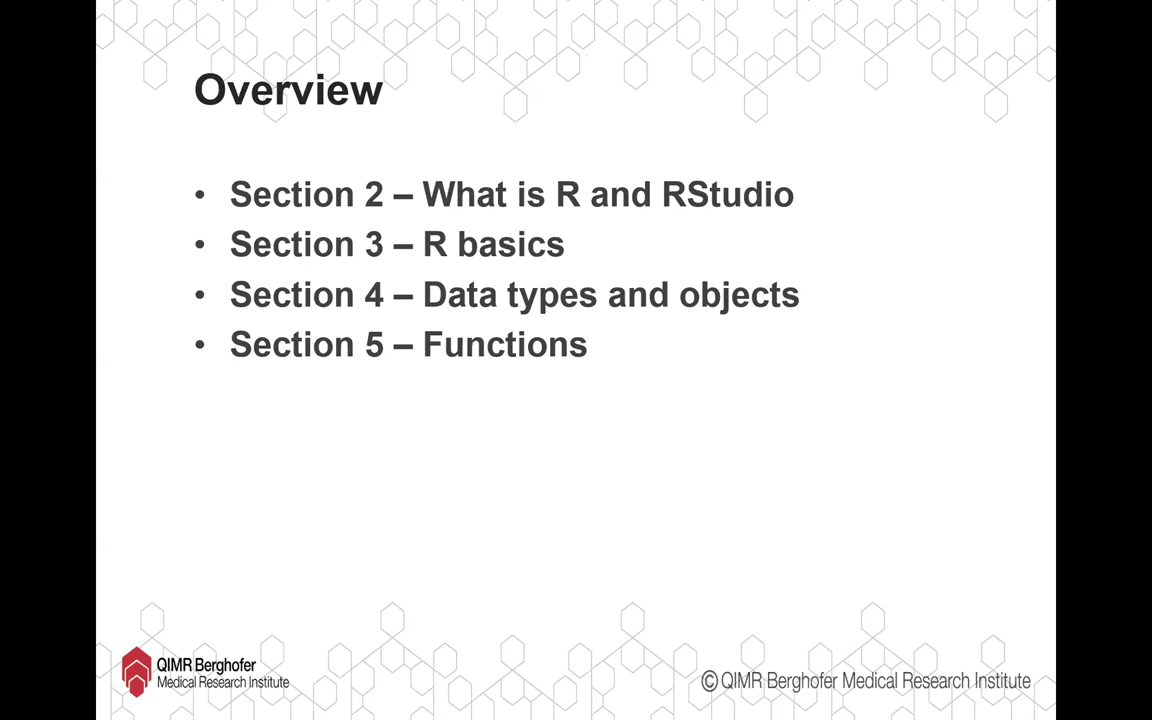 Overview
• Section 2 – What is R and RStudio
• Section 3 – R basics
• Section 4 – Data types and objects
• Section 5 – Functions
QIMR Berghofer
Medical Research Institute
© QIMR Berghofer Medical Research Institute